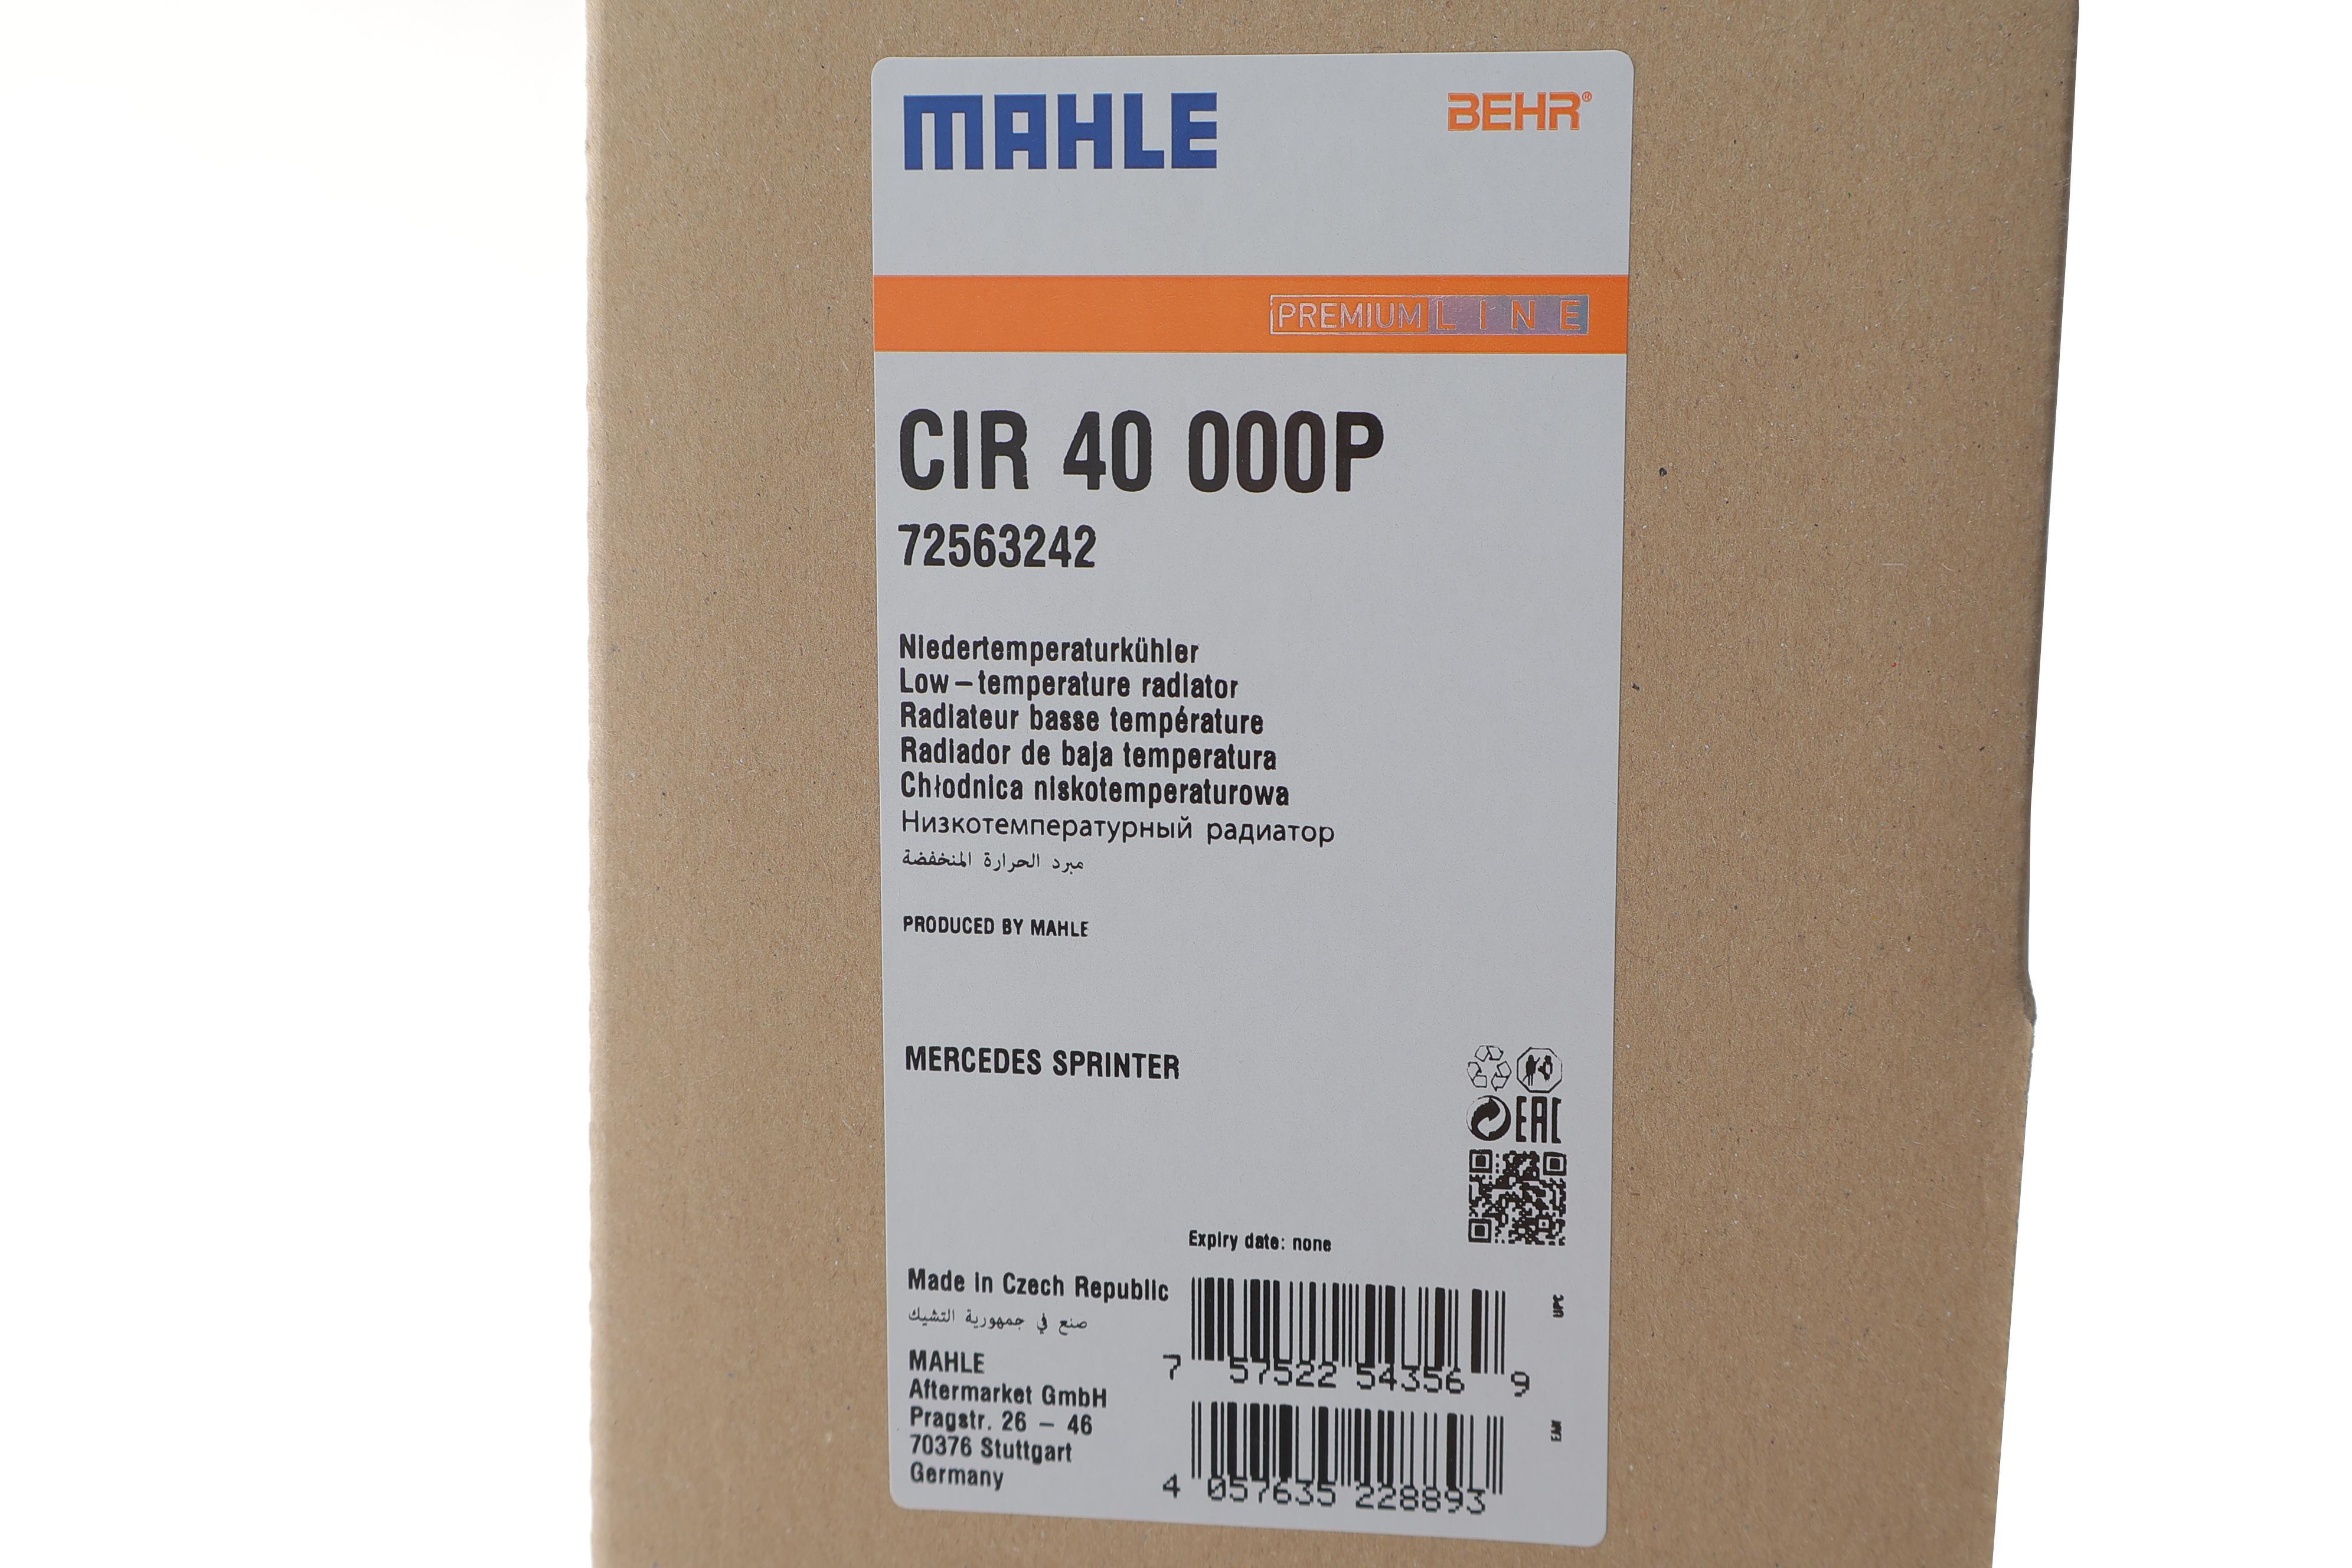 MAHLE
BEHR®
PREMIUM LINE
CIR 40 000P
72563242
Niedertemperaturkühler
Low-temperature radiator
Radiateur basse température
Radiador de baja temperatura
Chłodnica niskotemperaturowa
Низкотемпературный радиатор
مبرد الحرارة المنخفضة
PRODUCED BY MAHLE
MERCEDES SPRINTER
EAC
Expiry date: none
Made in Czech Republic
صنع في جمهورية التشيك
MAHLE
Aftermarket GmbH
Pragstr. 26 - 46
70376 Stuttgart
Germany
UPC
7 57522 54356 9
EAN
4 057635 228893